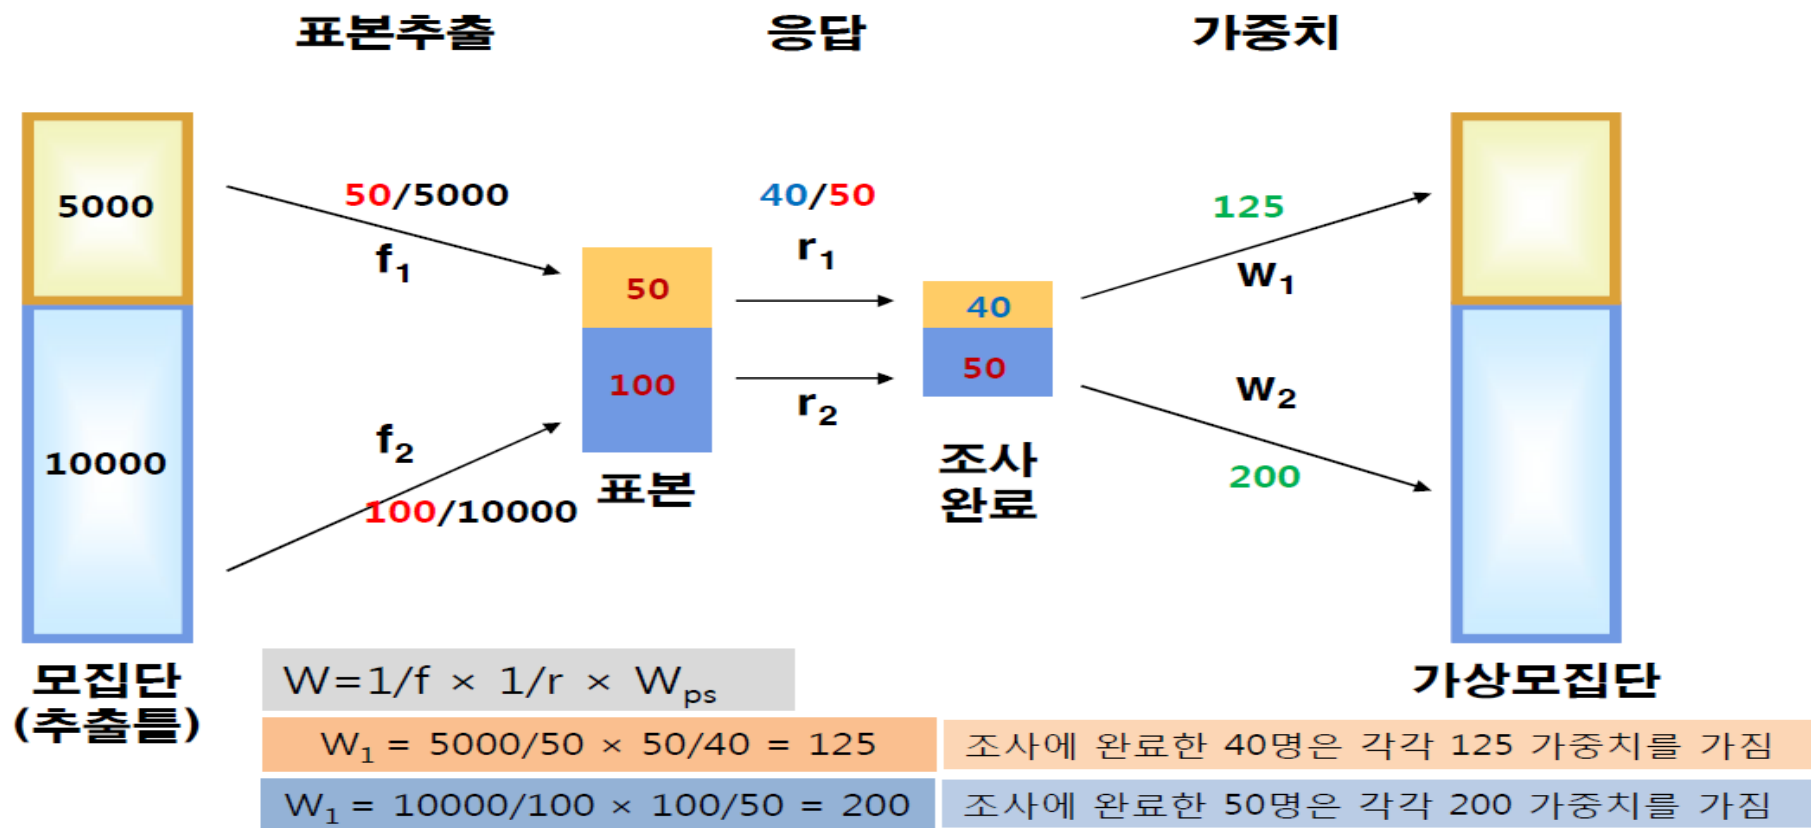 표본추출
응답
가중치
5000
10000
50/5000
f1
f2
100/10000
50
100
표본
40/50
r1
r2
40
50
조사
완료
125
w1
w2
200
모집단
(추출틀)
가상모집단
W=1/f × 1/r × Wps
W1 = 5000/50 × 50/40 = 125
조사에 완료한 40명은 각각 125 가중치를 가짐
W1 = 10000/100 × 100/50 = 200
조사에 완료한 50명은 각각 200 가중치를 가짐